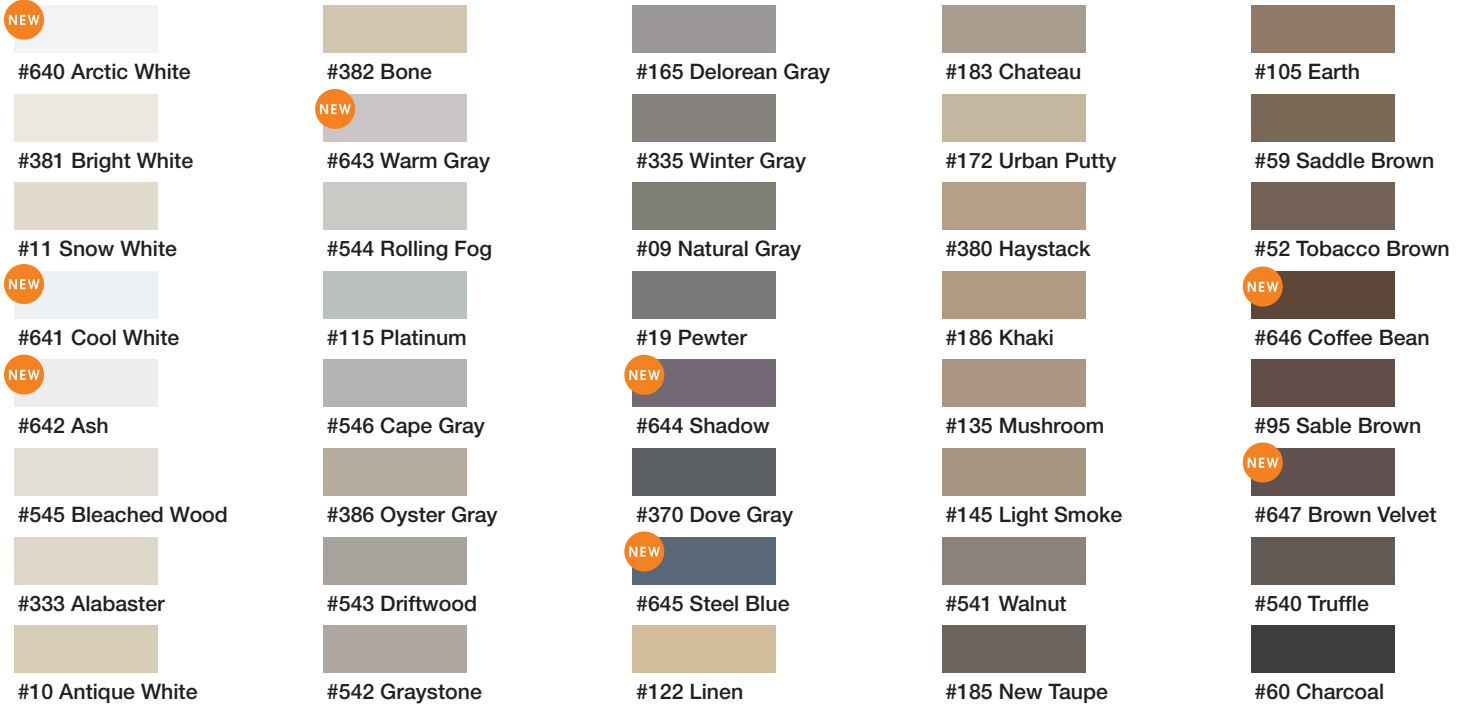 NEW
#640 Arctic White
#381 Bright White
#11 Snow White
NEW
#641 Cool White
NEW
#642 Ash
#545 Bleached Wood
#333 Alabaster
#10 Antique White
#382 Bone
NEW
#643 Warm Gray
#544 Rolling Fog
#115 Platinum
#546 Cape Gray
#386 Oyster Gray
#543 Driftwood
#542 Graystone
#165 Delorean Gray
#335 Winter Gray
#09 Natural Gray
#19 Pewter
NEW
#644 Shadow
#370 Dove Gray
NEW
#645 Steel Blue
#122 Linen
#183 Chateau
#172 Urban Putty
#380 Haystack
#186 Khaki
#135 Mushroom
#145 Light Smoke
#541 Walnut
#185 New Taupe
#105 Earth
#59 Saddle Brown
#52 Tobacco Brown
NEW
#646 Coffee Bean
#95 Sable Brown
NEW
#647 Brown Velvet
#540 Truffle
#60 Charcoal